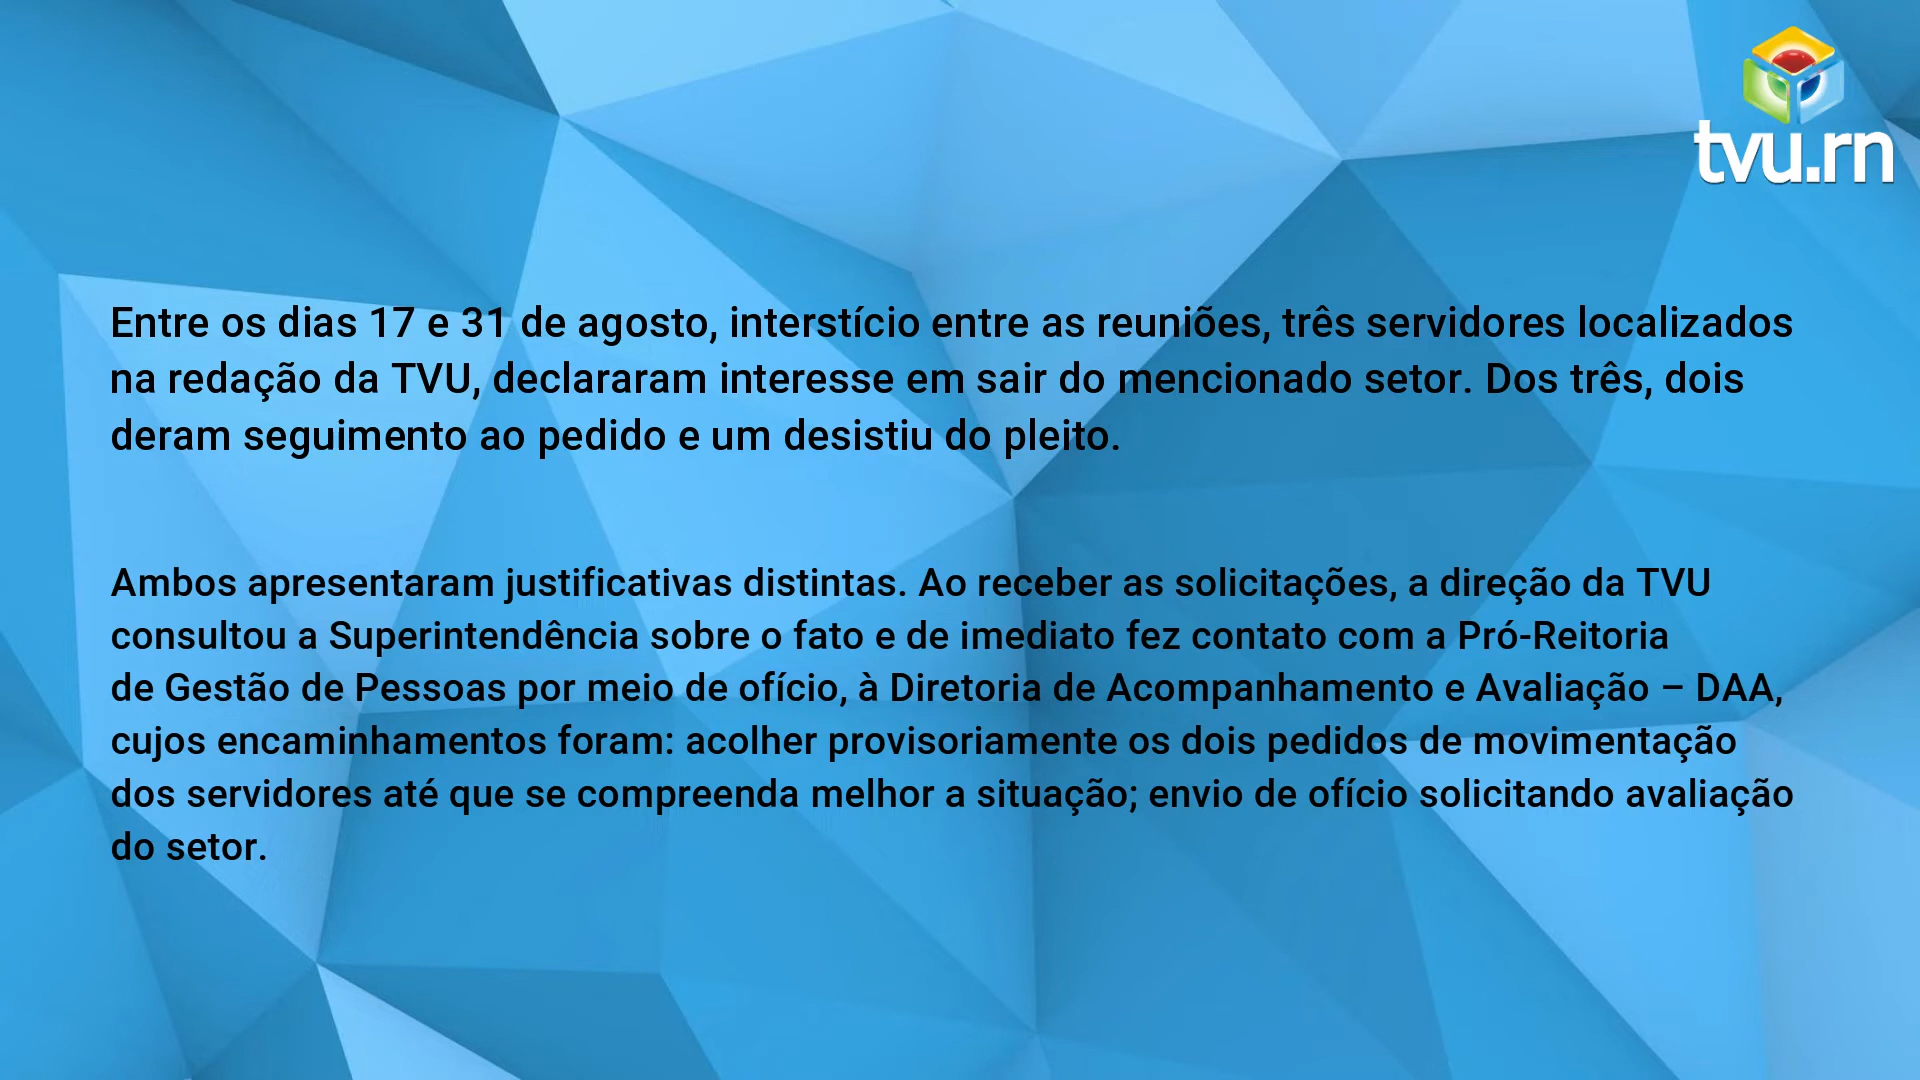 tvu.rn
Entre os dias 17 e 31 de agosto, interstício entre as reuniões, três servidores localizados
na redação da TVU, declararam interesse em sair do mencionado setor. Dos três, dois
deram seguimento ao pedido e um desistiu do pleito.
Ambos apresentaram justificativas distintas. Ao receber as solicitações, a direção da TVU
consultou a Superintendência sobre o fato e de imediato fez contato com a Pró-Reitoria
de Gestão de Pessoas por meio de ofício, à Diretoria de Acompanhamento e Avaliação – DAA,
cujos encaminhamentos foram: acolher provisoriamente os dois pedidos de movimentação
dos servidores até que se compreenda melhor a situação; envio de ofício solicitando avaliação
do setor.